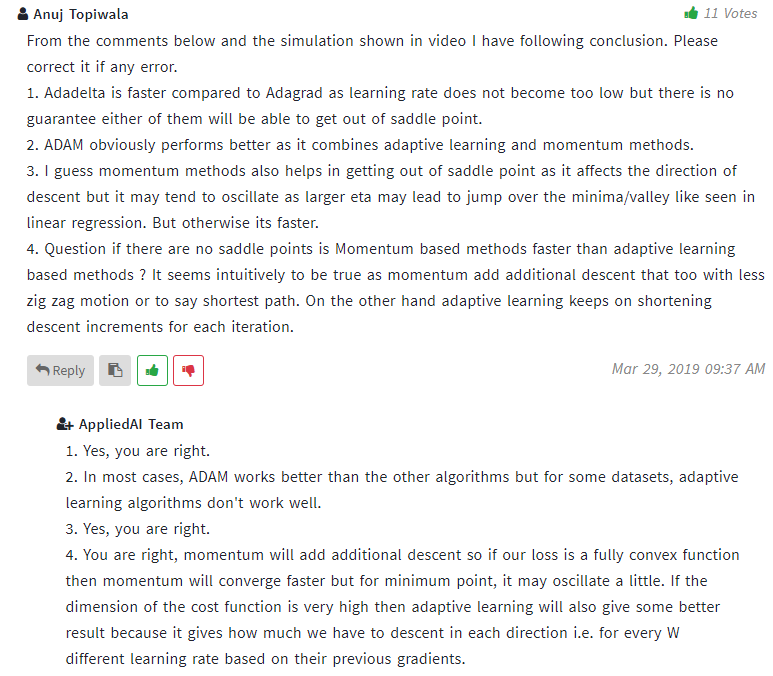 Anuj Topiwala
11 Votes
From the comments below and the simulation shown in video I have following conclusion. Please
correct it if any error.
1. Adadelta is faster compared to Adagrad as learning rate does not become too low but there is no
guarantee either of them will be able to get out of saddle point.
2. ADAM obviously performs better as it combines adaptive learning and momentum methods.
3. I guess momentum methods also helps in getting out of saddle point as it affects the direction of
descent but it may tend to oscillate as larger eta may lead to jump over the minima/valley like seen in
linear regression. But otherwise its faster.
4. Question if there are no saddle points is Momentum based methods faster than adaptive learning
based methods ? It seems intuitively to be true as momentum add additional descent that too with less
zig zag motion or to say shortest path. On the other hand adaptive learning keeps on shortening
descent increments for each iteration.
Reply
Mar 29, 2019 09:37 AM
AppliedAI Team
1. Yes, you are right.
2. In most cases, ADAM works better than the other algorithms but for some datasets, adaptive
learning algorithms don't work well.
3. Yes, you are right.
4. You are right, momentum will add additional descent so if our loss is a fully convex function
then momentum will converge faster but for minimum point, it may oscillate a little. If the
dimension of the cost function is very high then adaptive learning will also give some better
result because it gives how much we have to descent in each direction i.e. for every W
different learning rate based on their previous gradients.